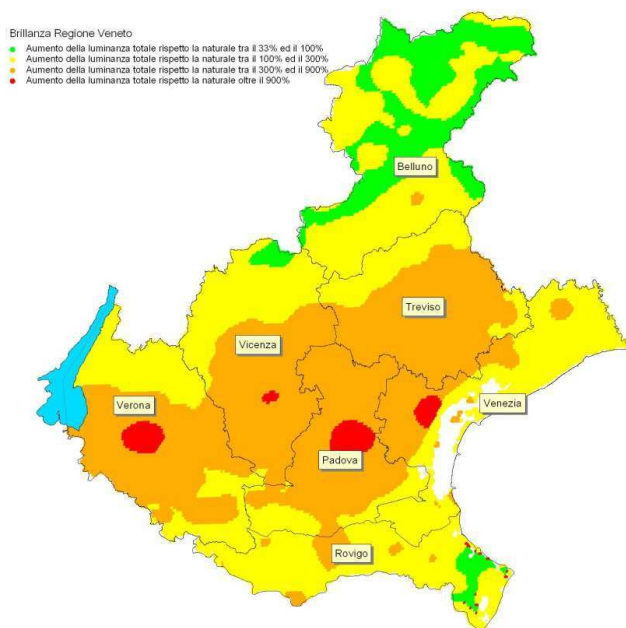 Brillanza Regione Veneto
Aumento della luminanza totale rispetto la naturale tra il 33% ed il 100%
Aumento della luminanza totale rispetto la naturale tra il 100% ed il 300%
Aumento della luminanza totale rispetto la naturale tra il 300% ed il 900%
Aumento della luminanza totale rispetto la naturale oltre il 900%
Belluno
Treviso
Vicenza
Verona
Venezia
Padova
Rovigo